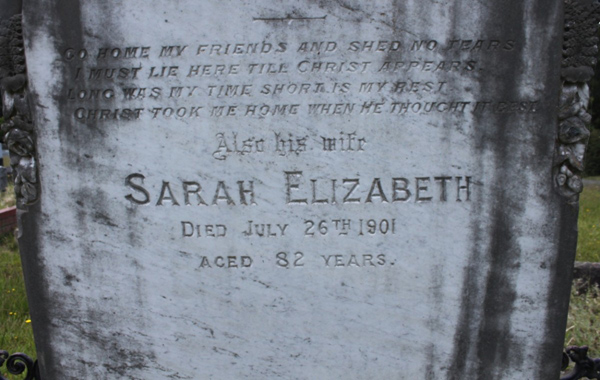 GO HOME MY FRIENDS AND SHED NO TEARS
I MUST LIE HERE TILL CHRIST APPEARS.
LONG WAS MY TIME SHORT IS MY REST
CHRIST TOOK ME HOME WHEN HE THOUGHT IT BEST
Also his wife
SARAH ELIZABETH
DIED JULY 26TH 1901
AGED 82 YEARS.